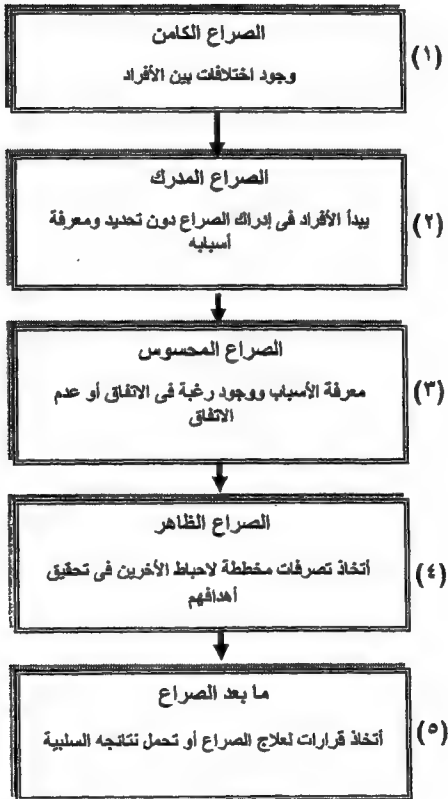 الصراع الكامن
وجود اختلافات بين الأفراد
(١)
الصراع المدرك
يبدأ الأفراد فى إدراك الصراع دون تحديد ومعرفة
أسبابه
(٢)
الصراع المحسوس
معرفة الأسباب ووجود رغبة فى الاتفاق أو عدم
الاتفاق
(٣)
الصراع الظاهر
أتخاذ تصرفات مخططة لاحباط الأخرين فى تحقيق
أهدافهم
(٤)
ما بعد الصراع
أتخاذ قرارات لعلاج الصراع أو تحمل نتائجه السلبية
(٥)